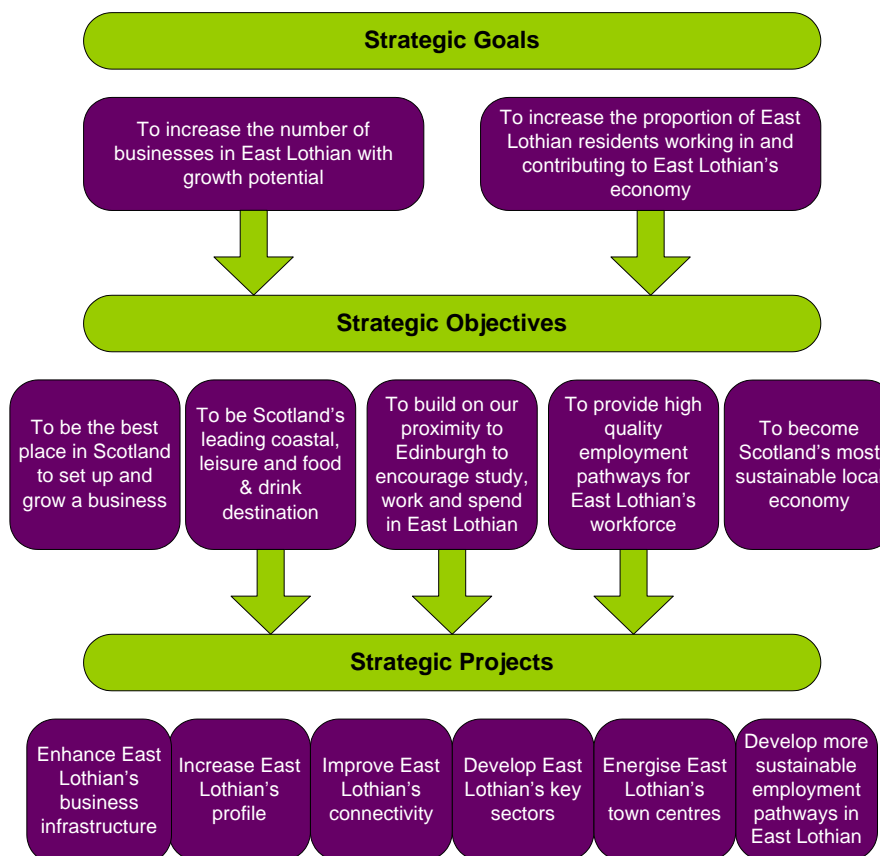 Strategic Goals
To increase the number of
businesses in East Lothian with
growth potential
To increase the proportion of East
Lothian residents working in and
contributing to East Lothian's
economy
Strategic Objectives
To be the best
place in Scotland
to set up and
grow a business
To be Scotland's
leading coastal,
leisure and food
& drink
destination
To build on our
proximity to
Edinburgh to
encourage study,
work and spend
in East Lothian
To provide high
quality
employment
pathways for
East Lothian's
workforce
To become
Scotland's most
sustainable local
economy
Strategic Projects
Enhance East
Lothian's
business
infrastructure
Increase East
Lothian's
profile
Improve East
Lothian's
connectivity
Develop East
Lothian's key
sectors
Energise East
Lothian's
town centres
Develop more
sustainable
employment
pathways in
East Lothian